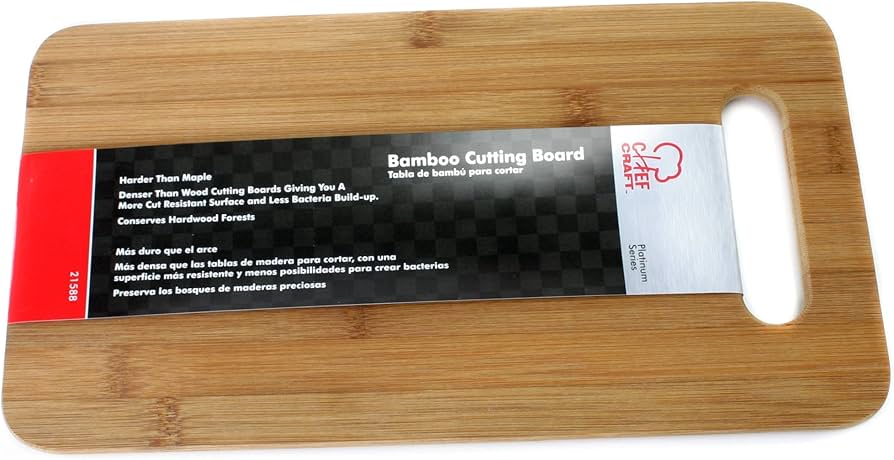 Bamboo Cutting Board
Tabla de bambú para cortar
Harder Than Maple
Denser Than Wood Cutting Boards Giving You A
More Cut Resistant Surface and Less Bacteria Build-up.
Conserves Hardwood Forests
Más duro que el arce
Más densa que las tablas de madera para cortar, con una
superficie más resistente y menos posibilidades para crear bacterias
Preserva los bosques de maderas preciosas
21588
CHEF
CRAFT™
Platinum
Series